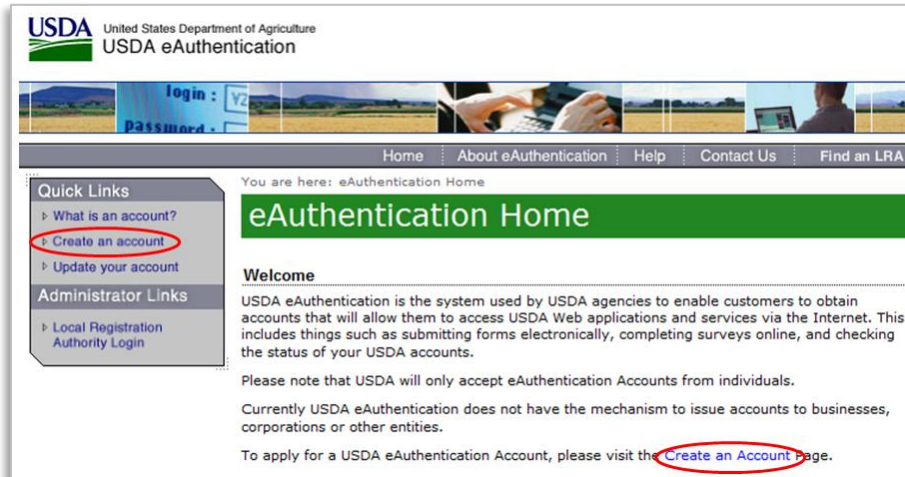 USDA
United States Department of Agriculture
USDA eAuthentication
login :
password :
Home
About eAuthentication
Help
Contact Us
Find an LRA
Quick Links
What is an account?
Create an account
Update your account
Administrator Links
Local Registration
Authority Login
You are here: eAuthentication Home
eAuthentication Home
Welcome
USDA eAuthentication is the system used by USDA agencies to enable customers to obtain
accounts that will allow them to access USDA Web applications and services via the Internet. This
includes things such as submitting forms electronically, completing surveys online, and checking
the status of your USDA accounts.
Please note that USDA will only accept eAuthentication Accounts from individuals.
Currently USDA eAuthentication does not have the mechanism to issue accounts to businesses,
corporations or other entities.
To apply for a USDA eAuthentication Account, please visit the Create an Account Page.